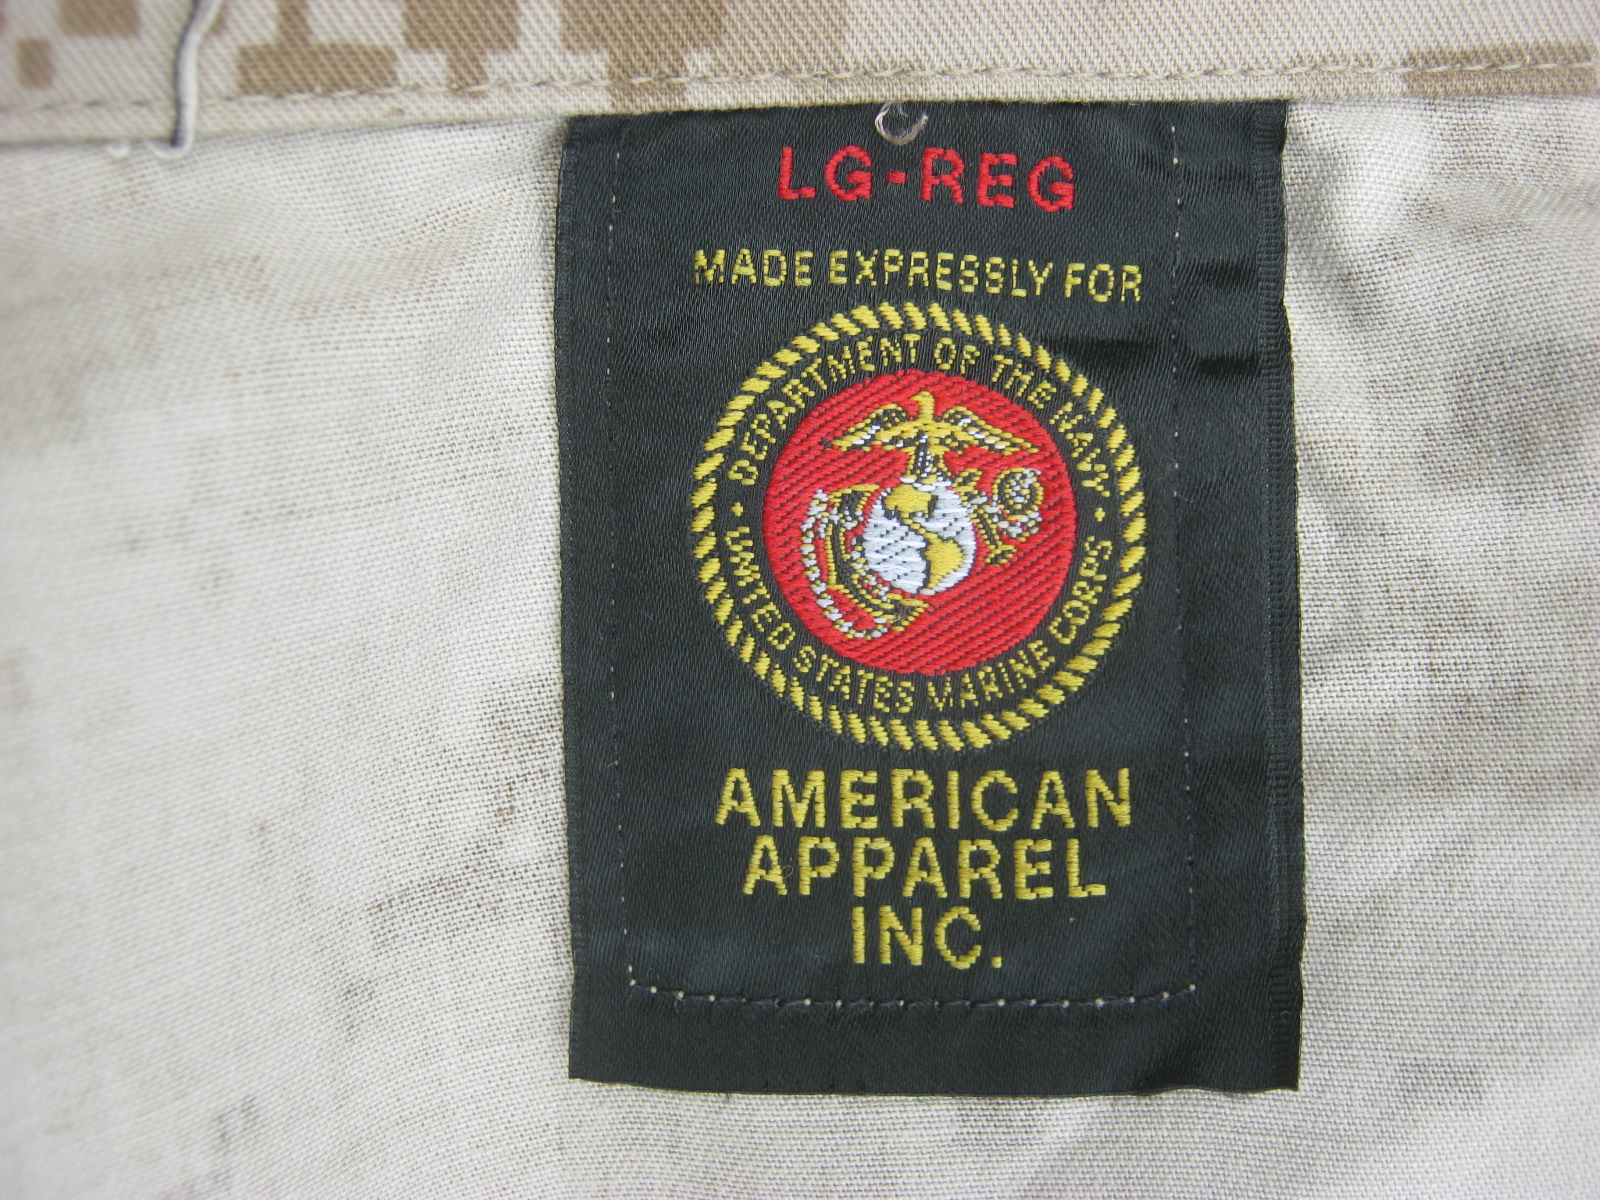 LG-REG
MADE EXPRESSLY FOR
DEPARTMENT OF THE NAVY
UNITED STATES MARINE CORPS
AMERICAN
APPAREL
INC.